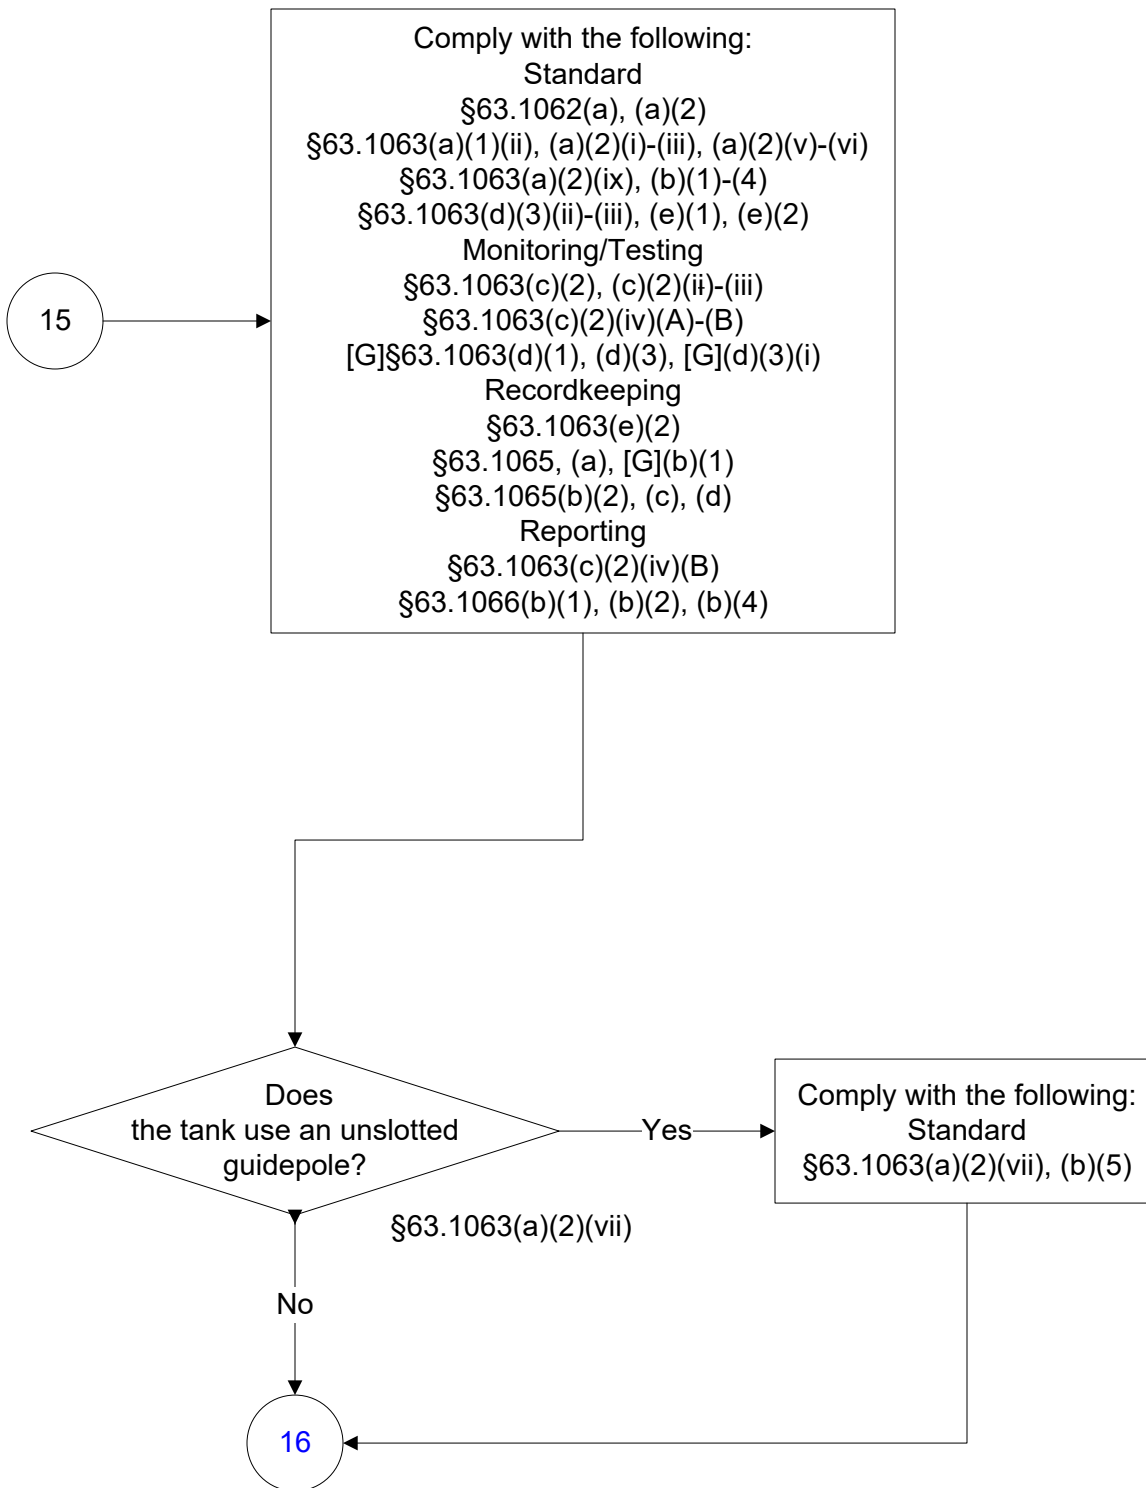 Comply with the following:
Standard
§63.1062(a), (a)(2)
§63.1063(a)(1)(ii), (a)(2)(i)-(iii), (a)(2)(v)-(vi)
§63.1063(a)(2)(ix), (b)(1)-(4)
§63.1063(d)(3)(ii)-(iii), (e)(1), (e)(2)
Monitoring/Testing
§63.1063(c)(2), (c)(2)(ii)-(iii)
§63.1063(c)(2)(iv)(A)-(B)
[G]§63.1063(d)(1), (d)(3), [G](d)(3)(i)
Recordkeeping
§63.1063(e)(2)
§63.1065, (a), [G](b)(1)
§63.1065(b)(2), (c), (d)
Reporting
§63.1063(c)(2)(iv)(B)
§63.1066(b)(1), (b)(2), (b)(4)
15
Does
the tank use an unslotted
guidepole?
Yes
Comply with the following:
Standard
§63.1063(a)(2)(vii), (b)(5)
§63.1063(a)(2)(vii)
No
16